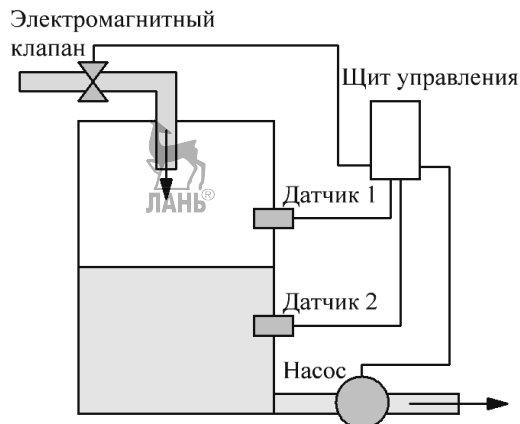 Электромагнитный
клапан
Щит управления
ЛАНЬ®
Датчик 1
Датчик 2
Насос